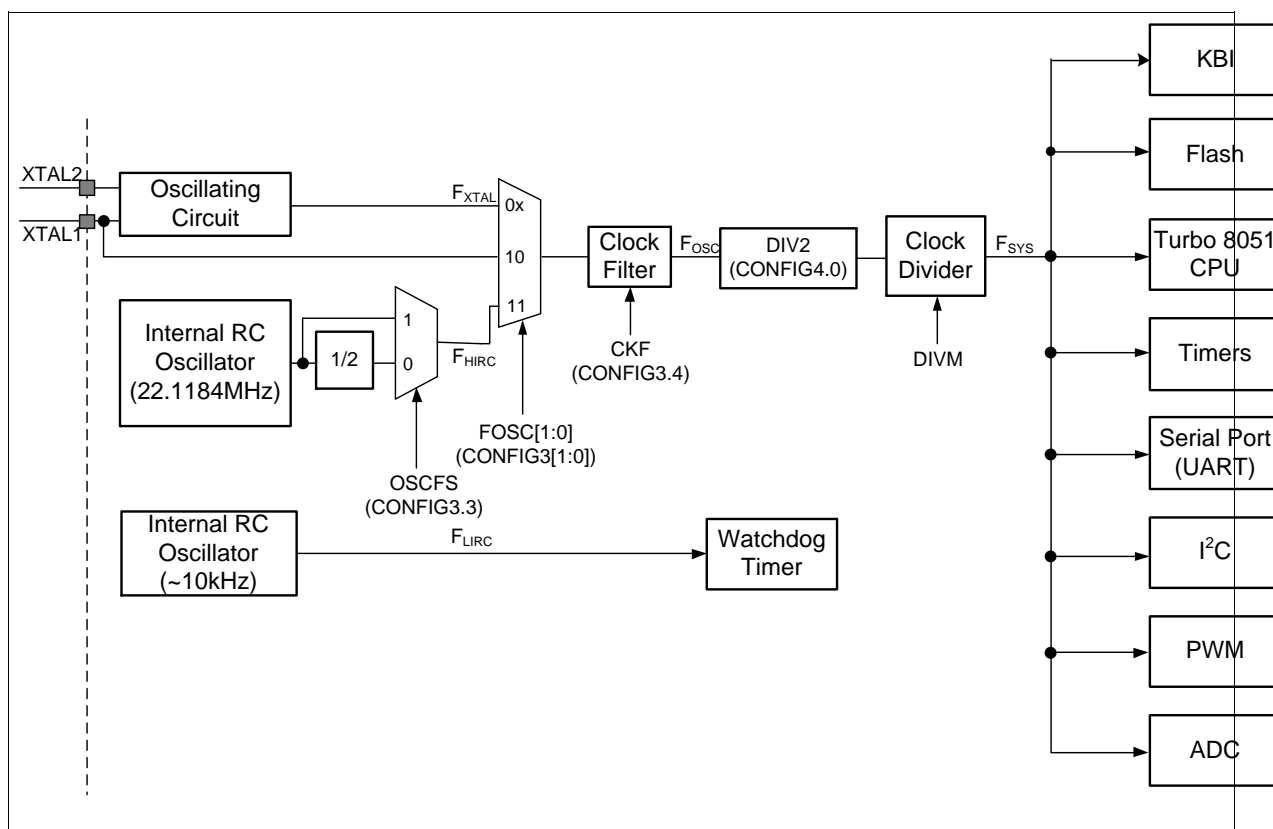 KBI
Flash
XTAL2
XTAL1
Oscillating
Circuit
FXTAL
0x
10
11
Clock
Filter
FOSC
DIV2
(CONFIG4.0)
Clock
Divider
FSYS
Turbo 8051
CPU
Internal RC
Oscillator
(22.1184MHz)
1/2
1
0
FHIRC
CKF
(CONFIG3.4)
DIVM
Timers
FOSC[1:0]
(CONFIG3[1:0])
OSCFS
(CONFIG3.3)
Serial Port
(UART)
Internal RC
Oscillator
(~10kHz)
FLIRC
Watchdog
Timer
I²C
PWM
ADC